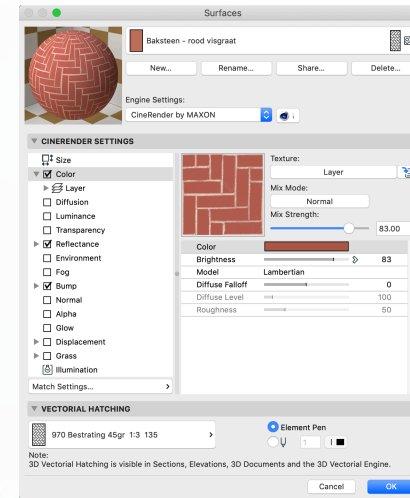 Surfaces
Baksteen - rood visgraat
New... Rename... Share... Delete...
Engine Settings:
CineRender by MAXON
CINERENDER SETTINGS
Size
Color
Layer
Diffusion
Luminance
Transparency
Reflectance
Environment
Fog
Bump
Normal
Alpha
Glow
Displacement
Grass
Illumination
Match Settings...
Texture:
Layer
Mix Mode:
Normal
Mix Strength:
83.00
Color
Brightness 83
Model Lambertian
Diffuse Falloff 0
Diffuse Level 100
Roughness 50
VECTORIAL HATCHING
970 Bestrating 45gr 1:3 135
Element Pen
1 1
Note:
3D Vectorial Hatching is visible in Sections, Elevations, 3D Documents and the 3D Vectorial Engine.
Cancel OK